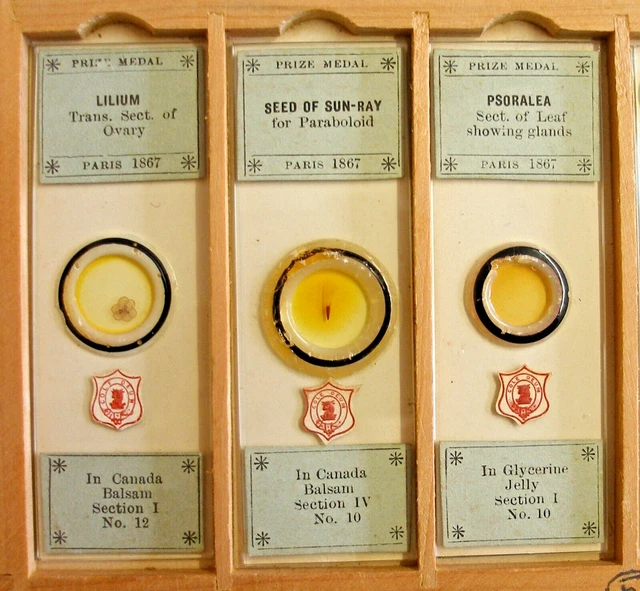 PRIZE MEDAL
LILIUM
Trans. Sect. of
Ovary
PARIS 1867
In Canada
Balsam
Section I
No. 12
PRIZE MEDAL
SEED OF SUN-RAY
for Paraboloid
PARIS 1867
In Canada
Balsam
Section IV
No. 10
PRIZE MEDAL
PSORALEA
Sect. of Leaf
showing glands
PARIS 1867
In Glycerine
Jelly
Section I
No. 10